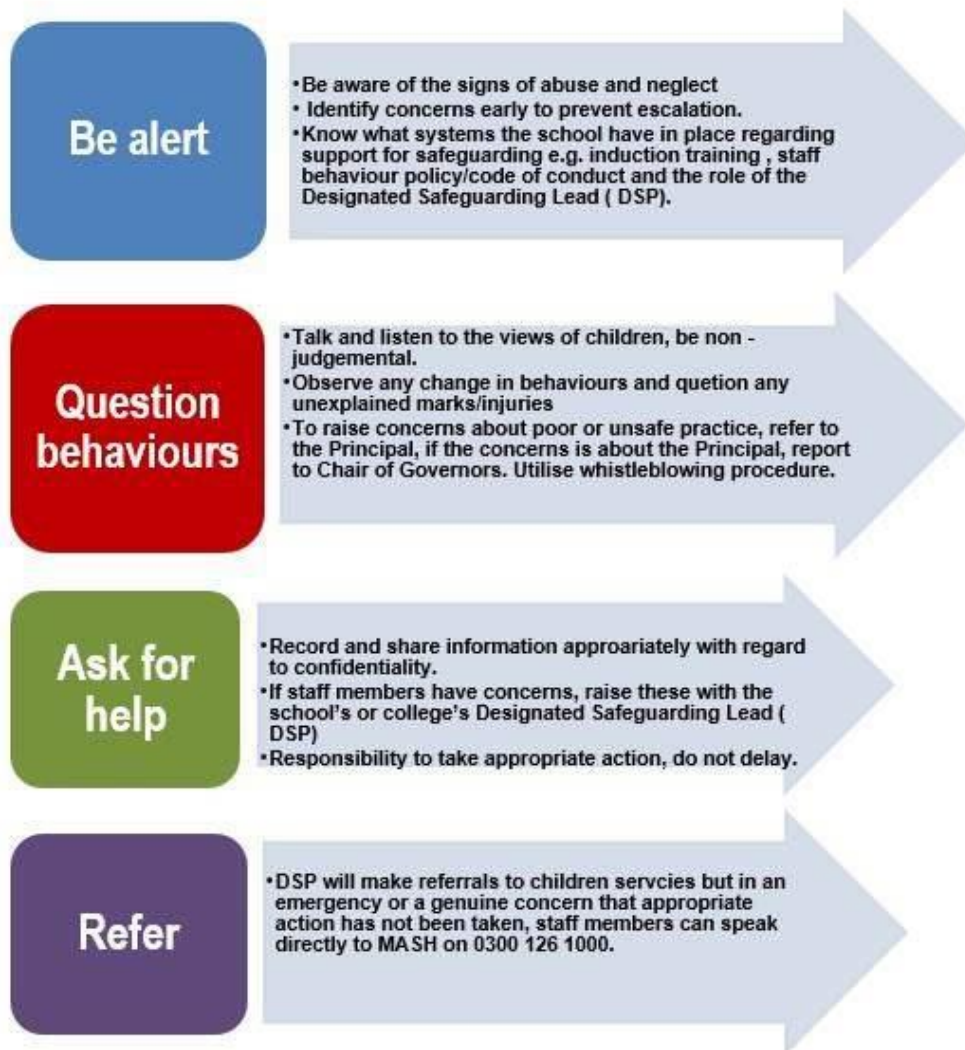 Be alert
•Be aware of the signs of abuse and neglect
• Identify concerns early to prevent escalation.
•Know what systems the school have in place regarding
support for safeguarding e.g. induction training , staff
behaviour policy/code of conduct and the role of the
Designated Safeguarding Lead ( DSP).
Question
behaviours
•Talk and listen to the views of children, be non -
judgemental.
•Observe any change in behaviours and quetion any
unexplained marks/injuries
•To raise concerns about poor or unsafe practice, refer to
the Principal, if the concerns is about the Principal, report
to Chair of Governors. Utilise whistleblowing procedure.
Ask for
help
•Record and share information approariately with regard
to confidentiality.
•If staff members have concerns, raise these with the
school's or college's Designated Safeguarding Lead (
DSP)
•Responsibility to take appropriate action, do not delay.
Refer
•DSP will make referrals to children servcies but in an
emergency or a genuine concern that appropriate
action has not been taken, staff members can speak
directly to MASH on 0300 126 1000.